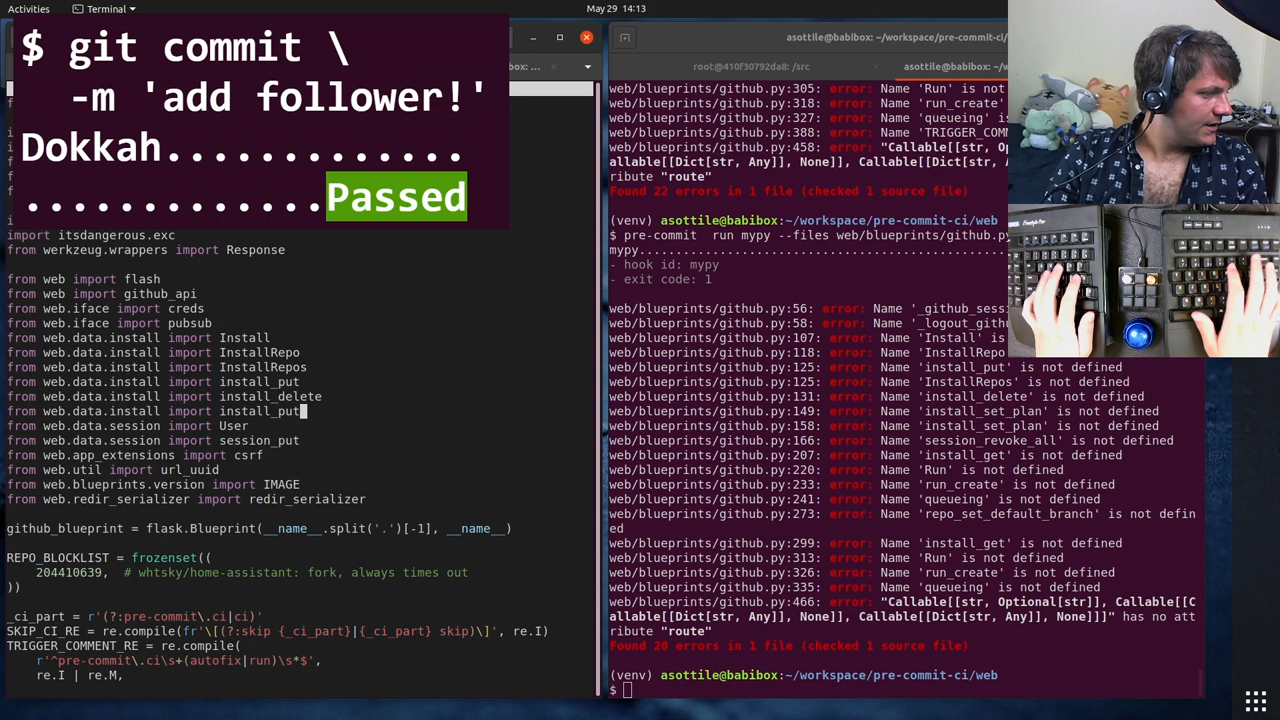 Activities
Terminal
May 29 14:13
$ git commit \
-m 'add follower!'
Dokkah.............
.............Passed
box: ...
import itsdangerous.exc
from werkzeug.wrappers import Response
from web import flash
from web import github_api
from web.iface import creds
from web.iface import pubsub
from web.data.install import Install
from web.data.install import InstallRepo
from web.data.install import InstallRepos
from web.data.install import install_put
from web.data.install import install_delete
from web.data.install import install_put
from web.data.session import User
from web.data.session import session_put
from web.app_extensions import csrf
from web.util import url_uuid
from web.blueprints.version import IMAGE
from web.redir_serializer import redir_serializer
github_blueprint = flask.Blueprint(__name__.split('.')[-1], __name__)
REPO_BLOCKLIST = frozenset((
204410639,  # whtsky/home-assistant: fork, always times out
))
_ci_part = r'(?:pre-commit\.ci|ci)'
SKIP_CI_RE = re.compile(fr'\[(?:skip {_ci_part}|{_ci_part} skip)\]', re.I)
TRIGGER_COMMENT_RE = re.compile(
r'^pre-commit\.ci\s+(autofix|run)\s*$',
re.I | re.M,
asottile@babibox: ~/workspace/pre-commit-ci/
root@410f30792da8: /src
asottile@babibox: ~/w
web/blueprints/github.py:305: error: Name 'Run' is not
web/blueprints/github.py:318: error: Name 'run_create'
web/blueprints/github.py:327: error: Name 'queueing' is
web/blueprints/github.py:388: error: Name 'TRIGGER_COMM
web/blueprints/github.py:458: error: "Callable[[str, Op
allable[[Dict[str, Any]], None]], Callable[[Dict[str, A
ribute "route"
Found 22 errors in 1 file (checked 1 source file)
(venv) asottile@babibox:~/workspace/pre-commit-ci/web
$ pre-commit  run mypy --files web/blueprints/github.py
mypy....................................................
- hook id: mypy
- exit code: 1
web/blueprints/github.py:56: error: Name '_github_sessi
web/blueprints/github.py:58: error: Name '_logout_githu
web/blueprints/github.py:107: error: Name 'Install' is
web/blueprints/github.py:118: error: Name 'InstallRepo
web/blueprints/github.py:125: error: Name 'install_put' is not defined
web/blueprints/github.py:125: error: Name 'InstallRepos' is not defined
web/blueprints/github.py:131: error: Name 'install_delete' is not defined
web/blueprints/github.py:149: error: Name 'install_set_plan' is not defined
web/blueprints/github.py:158: error: Name 'install_set_plan' is not defined
web/blueprints/github.py:166: error: Name 'session_revoke_all' is not defined
web/blueprints/github.py:207: error: Name 'install_get' is not defined
web/blueprints/github.py:220: error: Name 'Run' is not defined
web/blueprints/github.py:233: error: Name 'run_create' is not defined
web/blueprints/github.py:241: error: Name 'queueing' is not defined
web/blueprints/github.py:273: error: Name 'repo_set_default_branch' is not defin
ed
web/blueprints/github.py:299: error: Name 'install_get' is not defined
web/blueprints/github.py:313: error: Name 'Run' is not defined
web/blueprints/github.py:326: error: Name 'run_create' is not defined
web/blueprints/github.py:335: error: Name 'queueing' is not defined
web/blueprints/github.py:466: error: "Callable[[str, Optional[str]], Callable[[C
allable[[Dict[str, Any]], None]], Callable[[Dict[str, Any]], None]]]" has no att
ribute "route"
Found 20 errors in 1 file (checked 1 source file)
(venv) asottile@babibox:~/workspace/pre-commit-ci/web
$